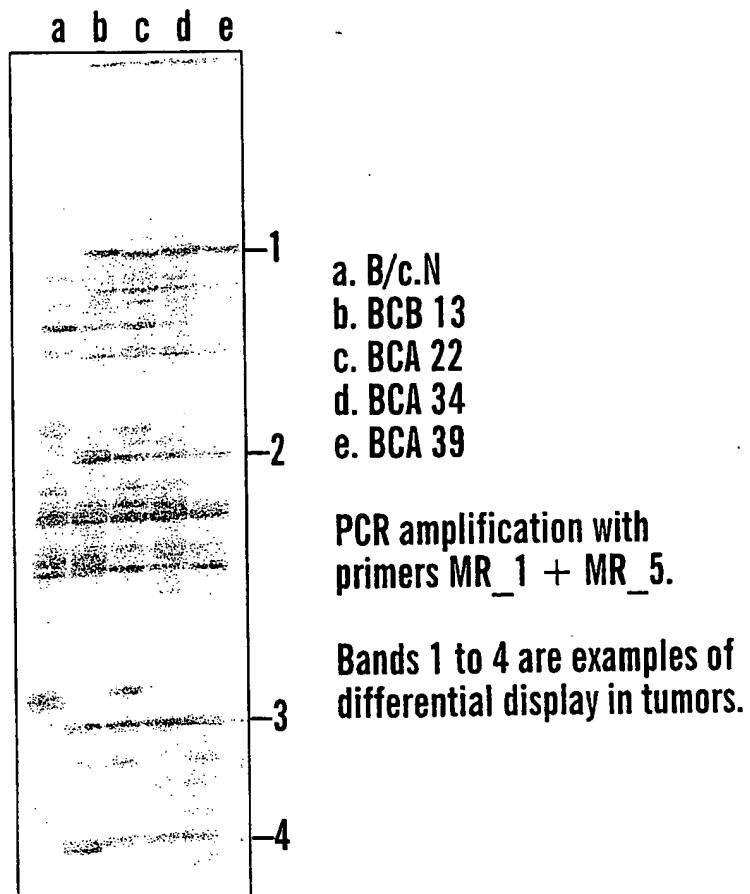 a b c d e
1
a. B/c.N
b. BCB 13
c. BCA 22
d. BCA 34
2
e. BCA 39
PCR amplification with
primers MR_1 + MR_5.
Bands 1 to 4 are examples of
differential display in tumors.
3
4